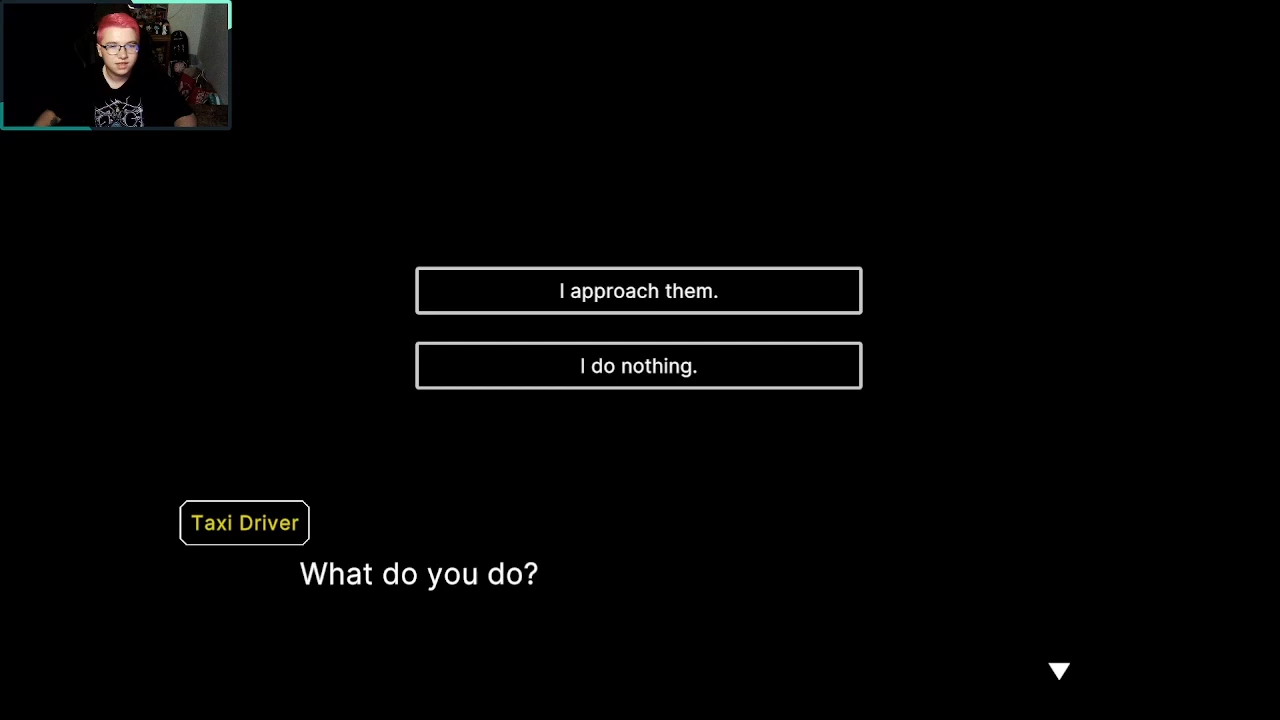 I approach them.
I do nothing.
Taxi Driver
What do you do?